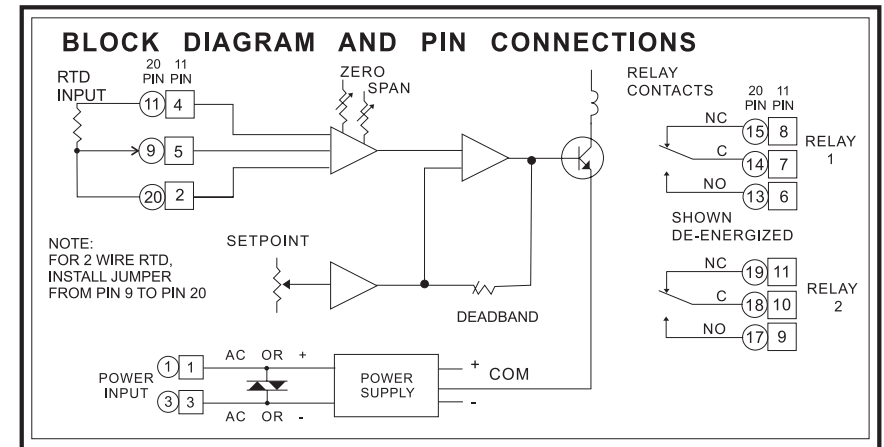 BLOCK DIAGRAM AND PIN CONNECTIONS
20 11
PIN PIN
RTD
INPUT
11 4
9 5
20 2
ZERO
SPAN
NOTE:
FOR 2 WIRE RTD,
INSTALL JUMPER
FROM PIN 9 TO PIN 20
SETPOINT
DEADBAND
RELAY
CONTACTS
20 11
PIN PIN
NC 15 8
C 14 7
NO 13 6
RELAY
1
SHOWN
DE-ENERGIZED
NC 19 11
C 18 10
NO 17 9
RELAY
2
POWER
INPUT
1 1
3 3
AC OR +
AC OR -
POWER
SUPPLY
+
COM
-